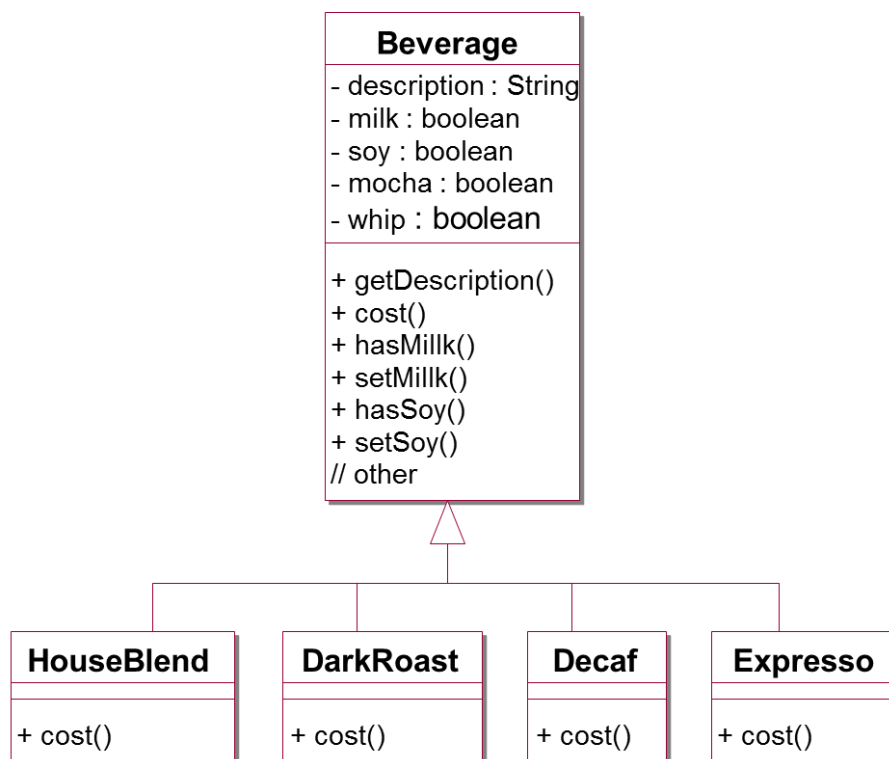 Beverage
- description : String
- milk : boolean
- soy : boolean
- mocha : boolean
- whip : boolean
+ getDescription()
+ cost()
+ hasMillk()
+ setMillk()
+ hasSoy()
+ setSoy()
// other
HouseBlend
+ cost()
DarkRoast
+ cost()
Decaf
+ cost()
Expresso
+ cost()